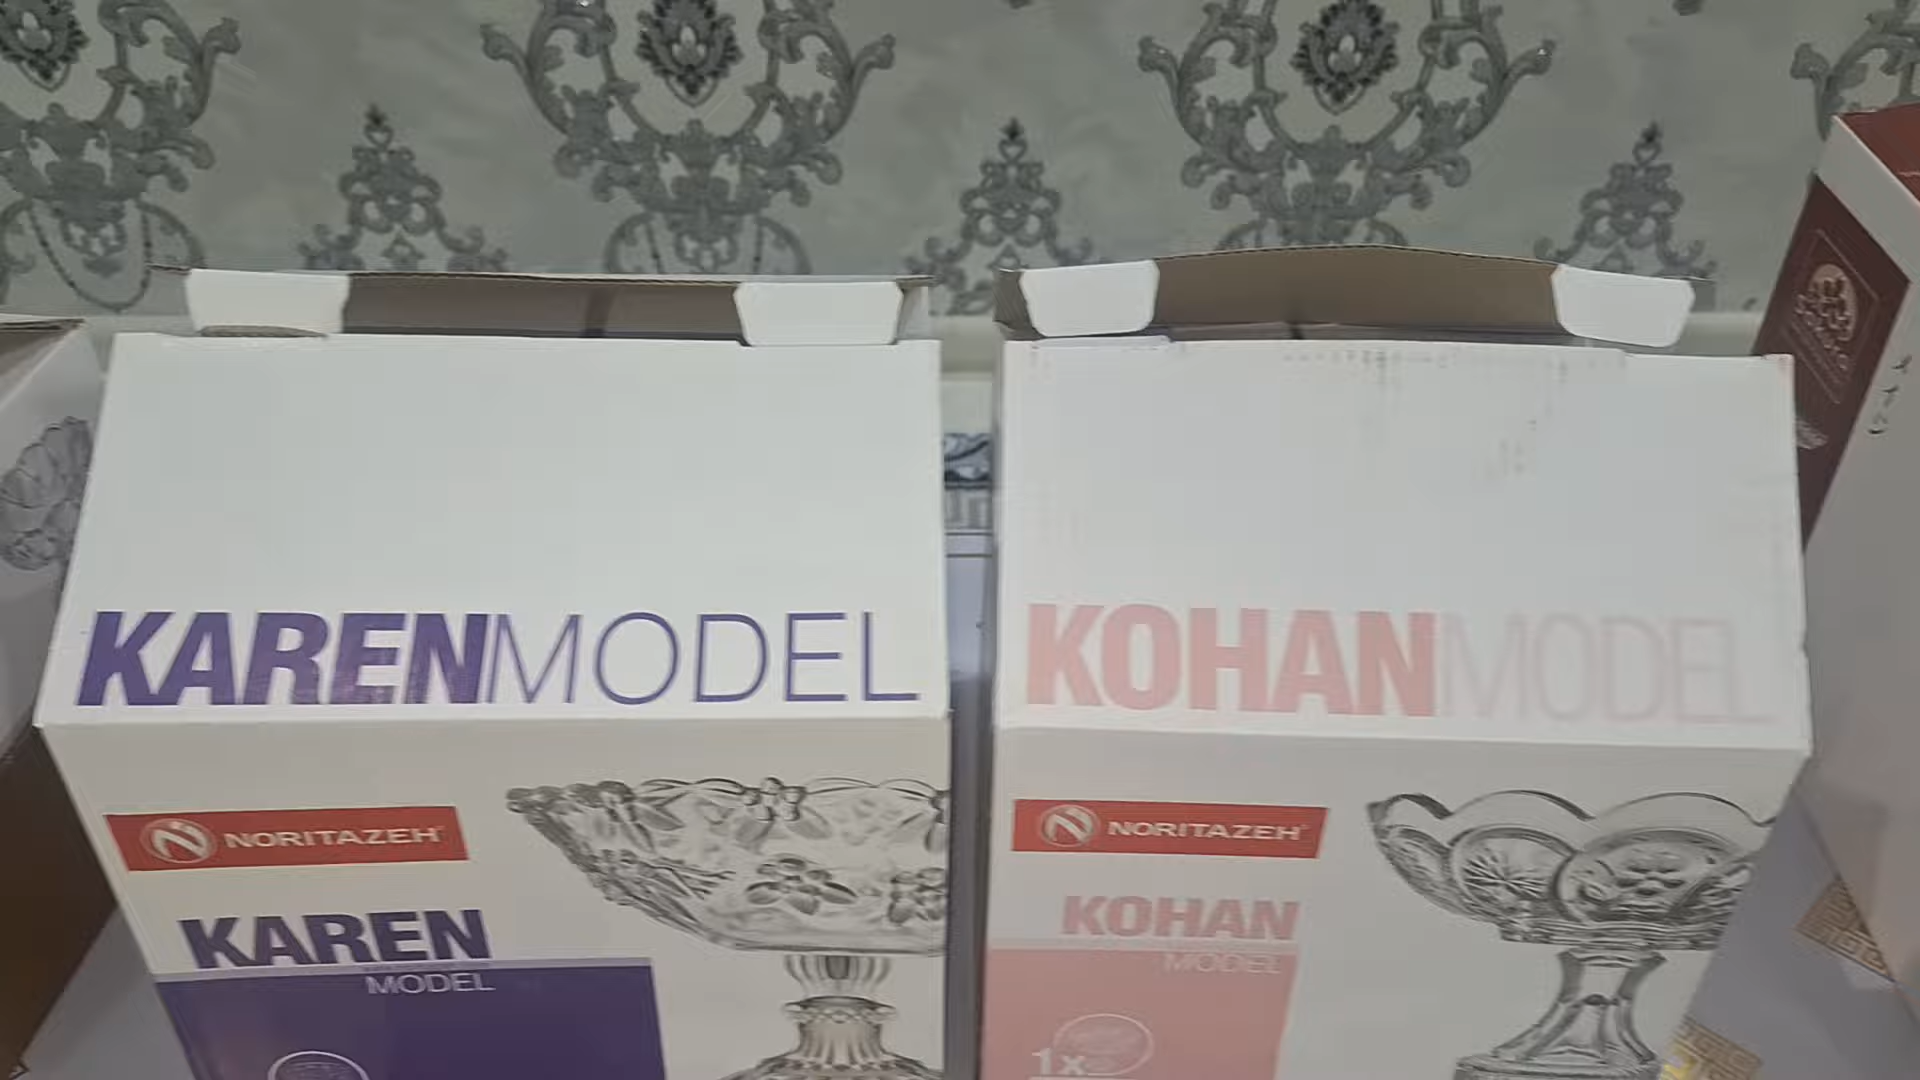 KARENMODEL
NORITAZEH
KAREN
MODEL
KOHANMODEL
NORITAZEH
KOHAN
MODEL
1x